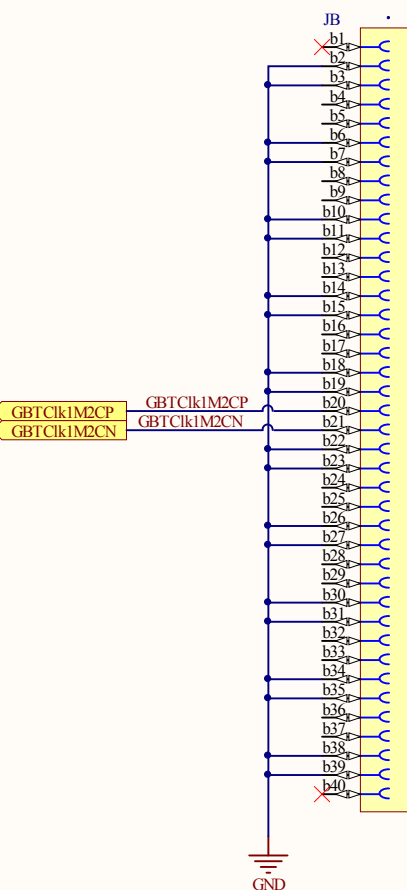 JB
b1
b2
b3
b4
b5
b6
b7
b8
b9
b10
b11
b12
b13
b14
b15
b16
b17
b18
b19
GBTClk1M2CP GBTClk1M2CP b20
GBTClk1M2CN GBTClk1M2CN b21
b22
b23
b24
b25
b26
b27
b28
b29
b30
b31
b32
b33
b34
b35
b36
b37
b38
b39
b40
GND